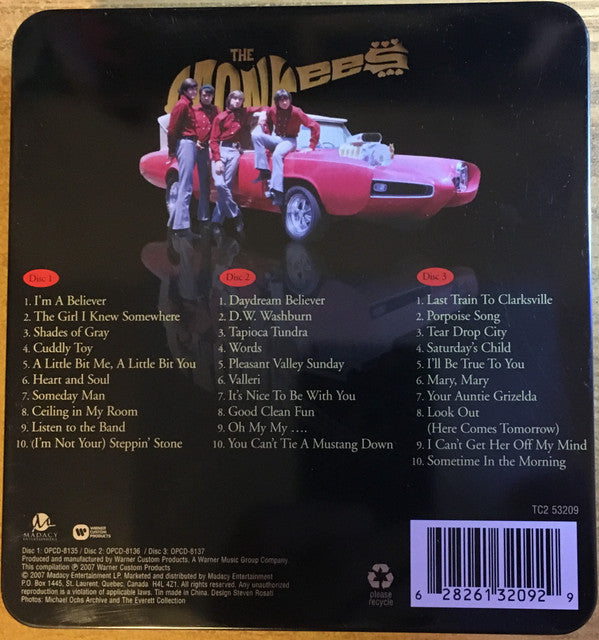 THE
MONKEES
Disc 1
1. I'm A Believer
2. The Girl I Knew Somewhere
3. Shades of Gray
4. Cuddly Toy
5. A Little Bit Me, A Little Bit You
6. Heart and Soul
7. Someday Man
8. Ceiling in My Room
9. Listen to the Band
10. (I'm Not Your) Steppin' Stone
Disc 2
1. Daydream Believer
2. D.W. Washburn
3. Tapioca Tundra
4. Words
5. Pleasant Valley Sunday
6. Valleri
7. It's Nice To Be With You
8. Good Clean Fun
9. Oh My My ....
10. You Can't Tie A Mustang Down
Disc 3
1. Last Train To Clarksville
2. Porpoise Song
3. Tear Drop City
4. Saturday's Child
5. I'll Be True To You
6. Mary, Mary
7. Your Auntie Grizelda
8. Look Out
(Here Comes Tomorrow)
9. I Can't Get Her Off My Mind
10. Sometime In the Morning
TC2 53209
MADACY
ENTERTAINMENT
WARNER
CUSTOM
PRODUCTS
Disc 1: OPCD-8135 / Disc 2: OPCD-8136 / Disc 3: OPCD-8137
Produced and manufactured by Warner Custom Products. A Warner Music Group Company.
This compilation ℗ 2007 Warner Custom Products.
© 2007 Madacy Entertainment LP. Marketed and distributed by Madacy Entertainment
P.O. Box 1445, St. Laurent, Quebec, Canada H4L 4Z1. All rights reserved. Any unauthorized
reproduction is a violation of applicable laws. Tin made in China. Design Steven Rosati
Photos: Michael Ochs Archive and The Everett Collection
please
recycle
6 28261 32092 9